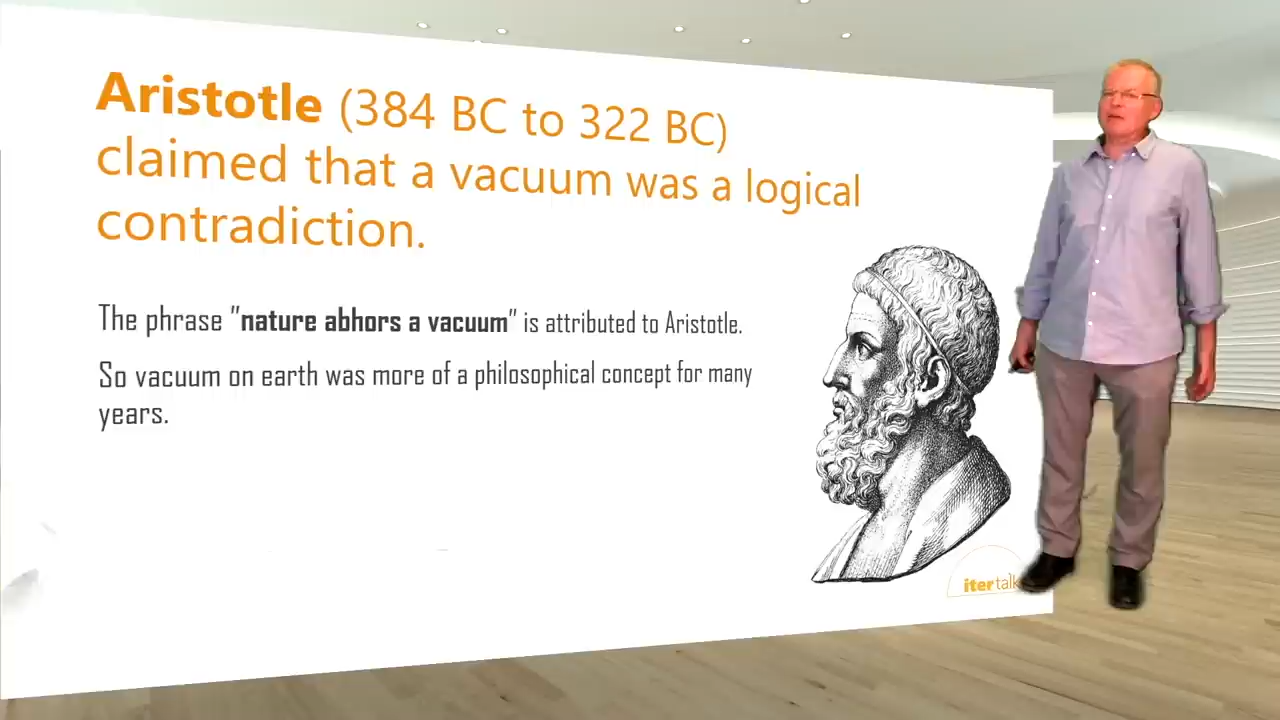 Aristotle (384 BC to 322 BC)
claimed that a vacuum was a logical
contradiction.
The phrase "nature abhors a vacuum" is attributed to Aristotle.
So vacuum on earth was more of a philosophical concept for many
years.
iter talk